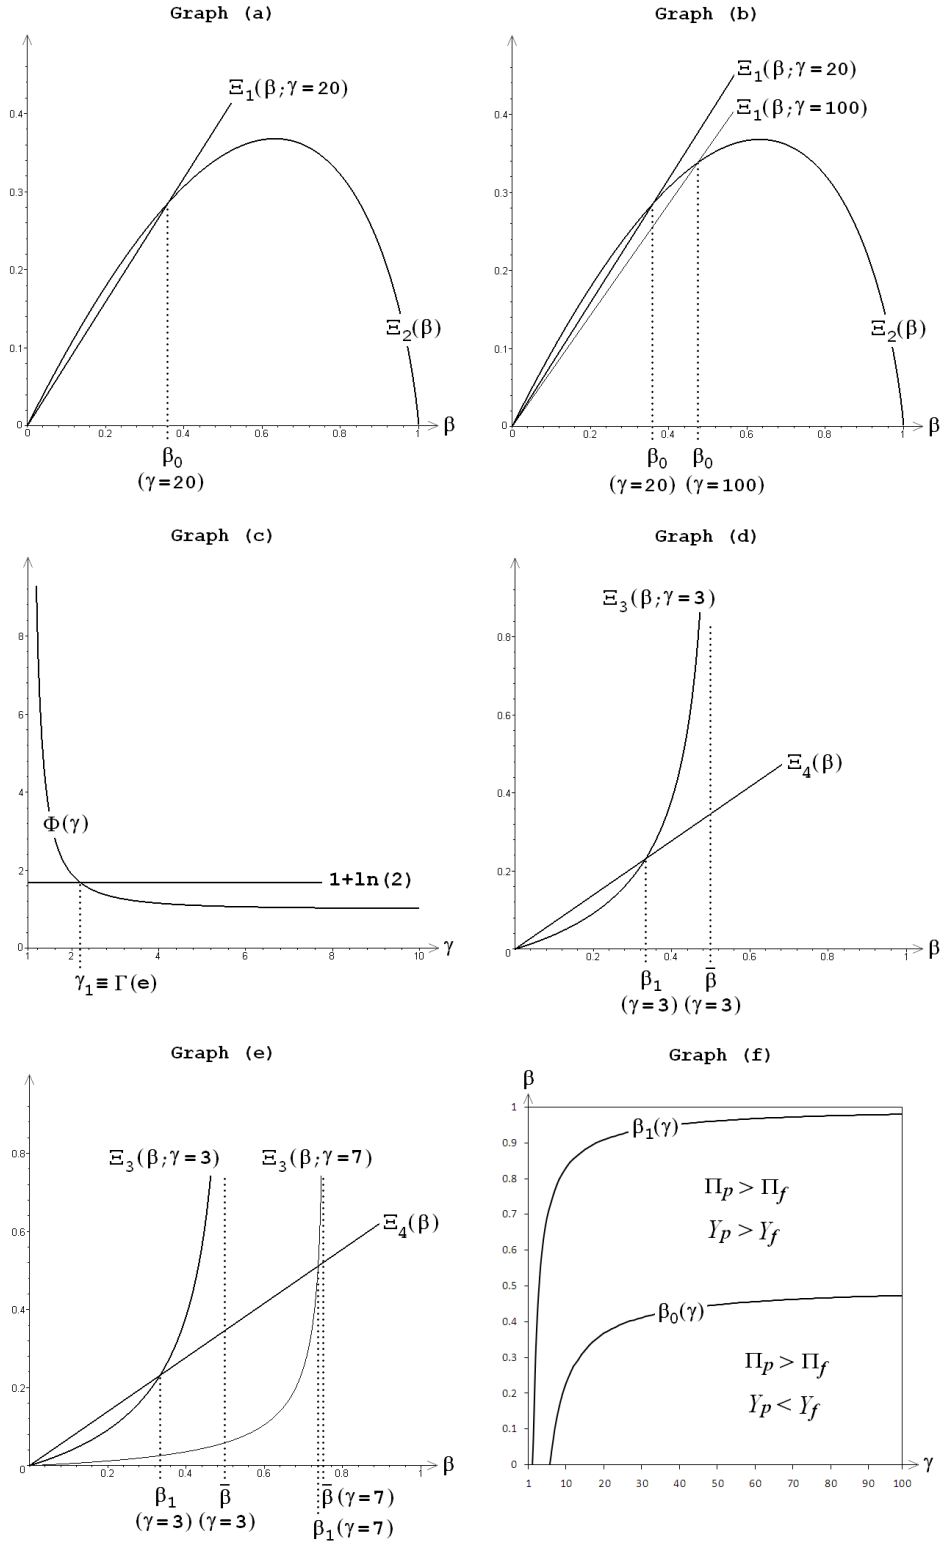 Graph (a)
Ξ1(β;γ=20)
0.4
0.3
0.2
0.1
0
Ξ2(β)
0 0.2 0.4 0.6 0.8 1 β
β0
(γ=20)
Graph (b)
Ξ1(β;γ=20)
Ξ1(β;γ=100)
0.4
0.3
0.2
0.1
0
Ξ2(β)
0 0.2 0.4 0.6 0.8 1 β
β0 β0
(γ=20) (γ=100)
Graph (c)
8
6
4
2
0
Φ(γ)
1+ln(2)
1 2 4 6 8 10 γ
γ1≡Γ(e)
Graph (d)
Ξ3(β;γ=3)
0.8
0.6
0.4
0.2
0
Ξ4(β)
0.2 0.4 0.6 0.8 1 β
β1 β̄
(γ=3) (γ=3)
Graph (e)
Ξ3(β;γ=3) Ξ3(β;γ=7)
0.8
0.6
0.4
0.2
0
Ξ4(β)
0 0.2 0.4 0.6 0.8 1 β
β1 β̄ β̄(γ=7)
(γ=3) (γ=3) β1(γ=7)
Graph (f)
β
1
0.9
0.8
0.7
0.6
0.5
0.4
0.3
0.2
0.1
0
β1(γ)
Πp > Πf
Yp > Yf
β0(γ)
Πp > Πf
Yp < Yf
1 10 20 30 40 50 60 70 80 90 100 γ